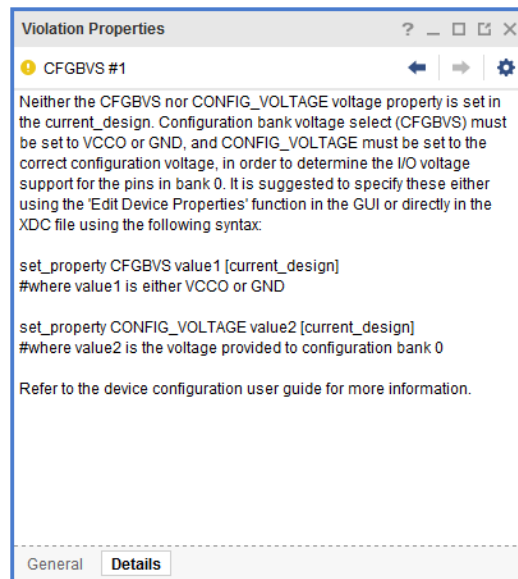 Violation Properties
CFGBVS #1
Neither the CFGBVS nor CONFIG_VOLTAGE voltage property is set in
the current_design. Configuration bank voltage select (CFGBVS) must
be set to VCCO or GND, and CONFIG_VOLTAGE must be set to the
correct configuration voltage, in order to determine the I/O voltage
support for the pins in bank 0. It is suggested to specify these either
using the 'Edit Device Properties' function in the GUI or directly in the
XDC file using the following syntax:
set_property CFGBVS value1 [current_design]
#where value1 is either VCCO or GND
set_property CONFIG_VOLTAGE value2 [current_design]
#where value2 is the voltage provided to configuration bank 0
Refer to the device configuration user guide for more information.
General Details